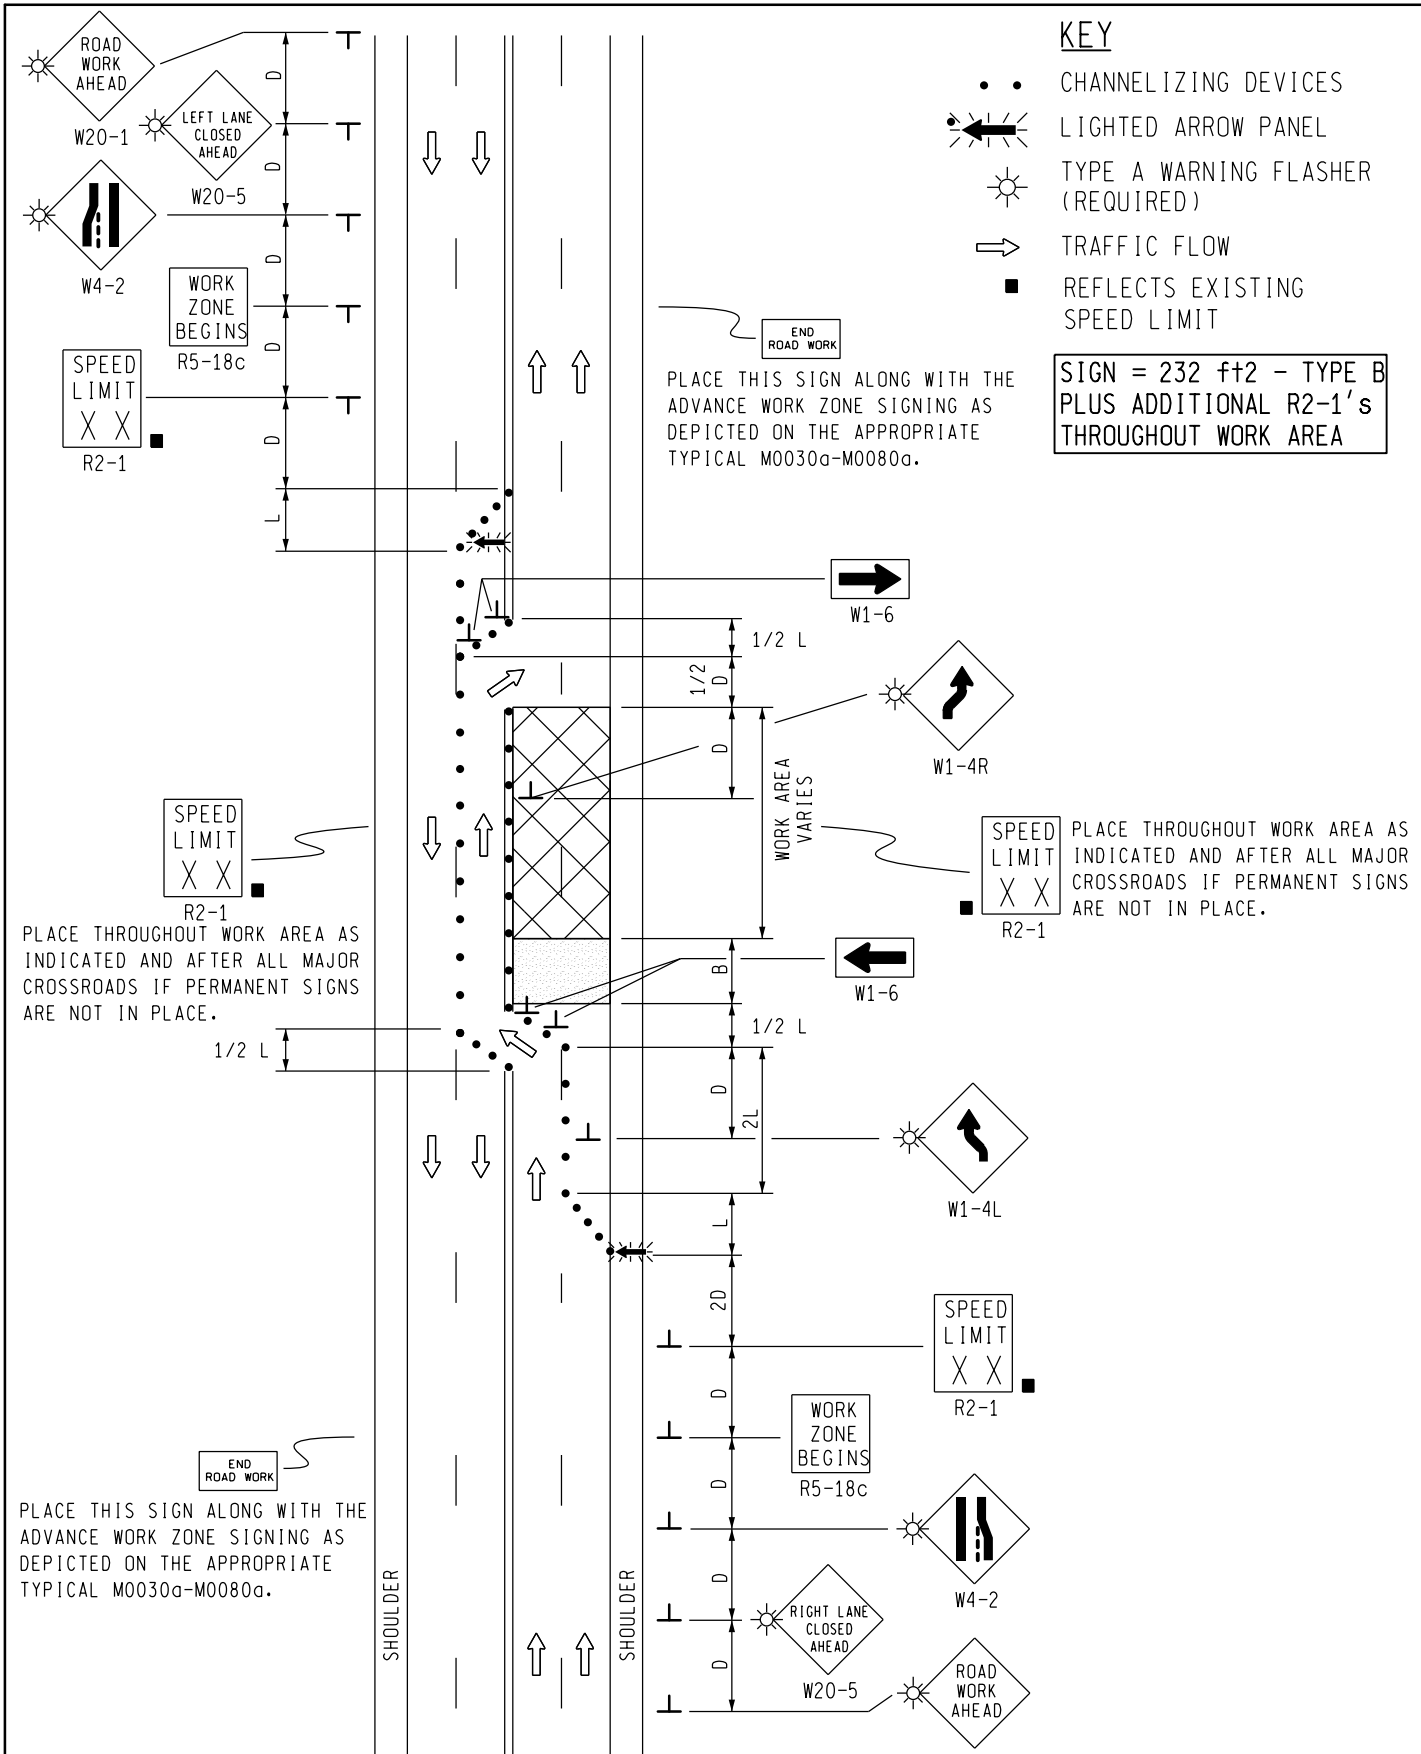 ROAD
WORK
AHEAD
W20-1
D
LEFT LANE
CLOSED
AHEAD
W20-5
D
W4-2
D
WORK
ZONE
BEGINS
R5-18c
D
SPEED
LIMIT
X X
R2-1
D
L
KEY
CHANNELIZING DEVICES
LIGHTED ARROW PANEL
TYPE A WARNING FLASHER
(REQUIRED)
TRAFFIC FLOW
REFLECTS EXISTING
SPEED LIMIT
SIGN = 232 ft2 - TYPE B
PLUS ADDITIONAL R2-1's
THROUGHOUT WORK AREA
END
ROAD WORK
PLACE THIS SIGN ALONG WITH THE
ADVANCE WORK ZONE SIGNING AS
DEPICTED ON THE APPROPRIATE
TYPICAL M0030a-M0080a.
W1-6
1/2 L
1/2
D
W1-4R
D
WORK AREA
VARIES
SPEED
LIMIT
X X
R2-1
PLACE THROUGHOUT WORK AREA AS
INDICATED AND AFTER ALL MAJOR
CROSSROADS IF PERMANENT SIGNS
ARE NOT IN PLACE.
SPEED
LIMIT
X X
R2-1
PLACE THROUGHOUT WORK AREA AS
INDICATED AND AFTER ALL MAJOR
CROSSROADS IF PERMANENT SIGNS
ARE NOT IN PLACE.
B
W1-6
1/2 L
1/2 L
D
2L
W1-4L
L
2D
SPEED
LIMIT
X X
R2-1
D
WORK
ZONE
BEGINS
R5-18c
D
W4-2
D
RIGHT LANE
CLOSED
AHEAD
W20-5
D
ROAD
WORK
AHEAD
END
ROAD WORK
PLACE THIS SIGN ALONG WITH THE
ADVANCE WORK ZONE SIGNING AS
DEPICTED ON THE APPROPRIATE
TYPICAL M0030a-M0080a.
SHOULDER
SHOULDER